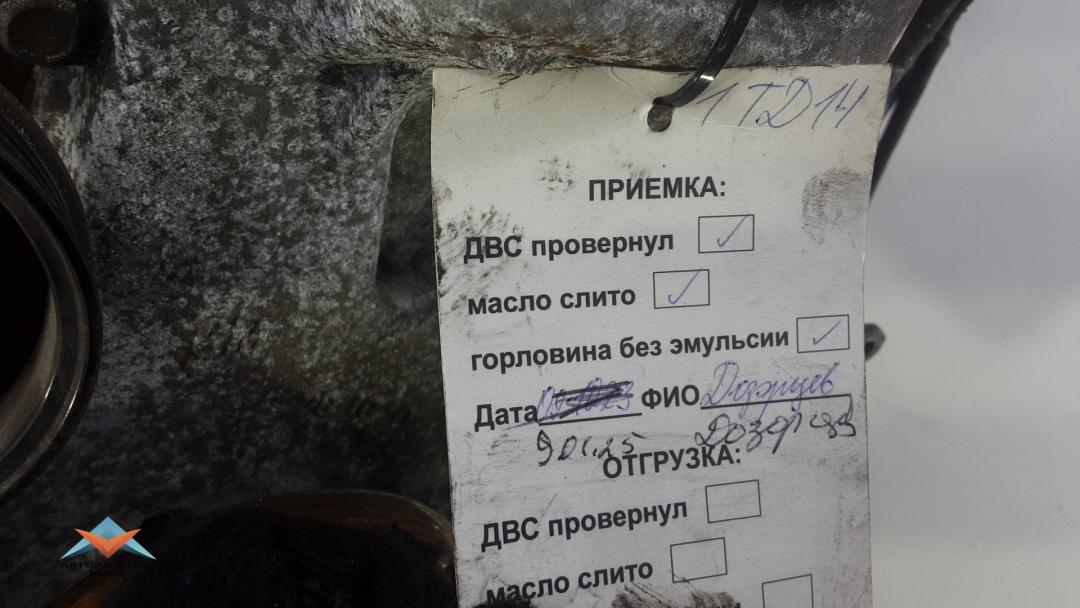 1TD14
ПРИЕМКА:
ДВС провернул ✓
масло слито ✓
горловина без эмульсии ✓
Дата ФИО
ОТГРУЗКА:
ДВС провернул
масло слито